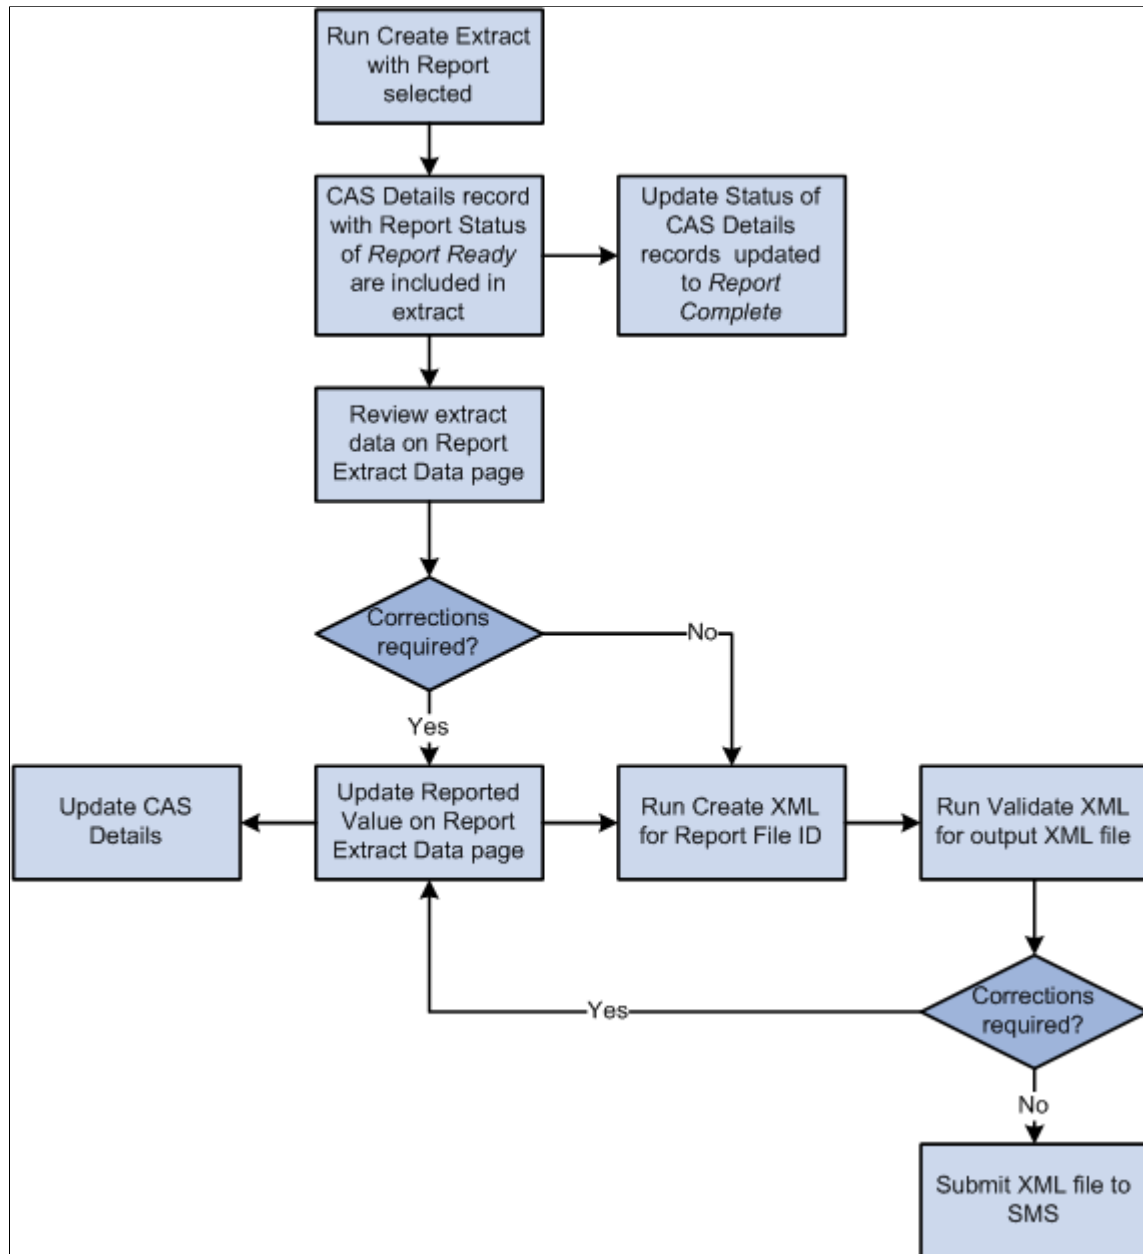 Run Create Extract
with Report
selected
CAS Details record
with Report Status
of Report Ready
are included in
extract
Update Status of
CAS Details
records updated
to Report
Complete
Review extract
data on Report
Extract Data page
Corrections
required?
No
Yes
Update CAS
Details
Update Reported
Value on Report
Extract Data page
Run Create XML
for Report File ID
Run Validate XML
for output XML file
Corrections
required?
Yes
No
Submit XML file to
SMS